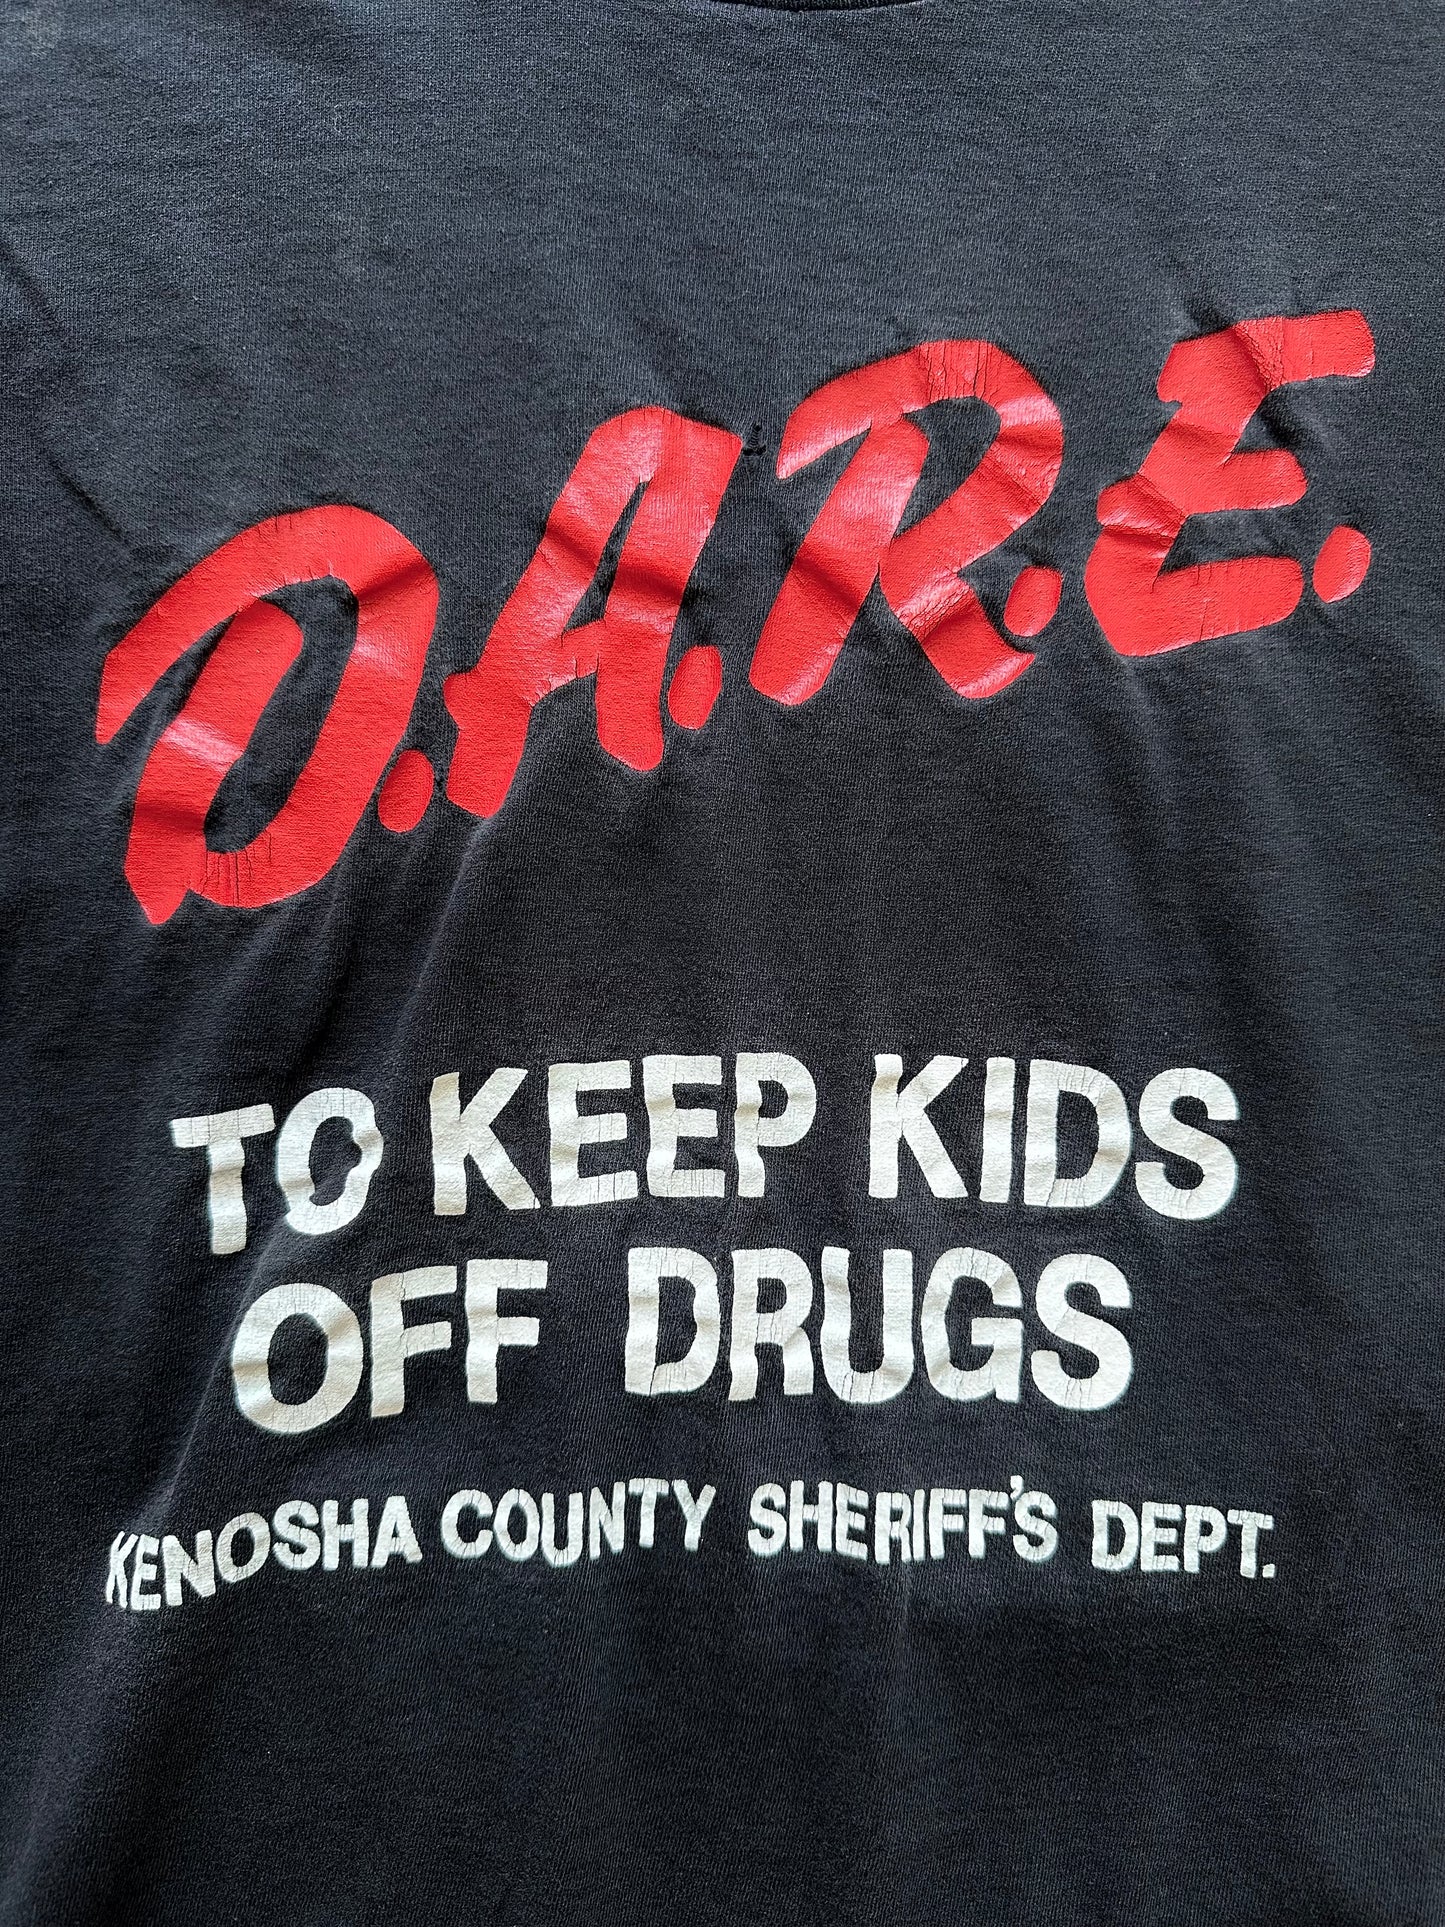 D.A.R.E.
TO KEEP KIDS
OFF DRUGS
KENOSHA COUNTY SHERIFF'S DEPT.